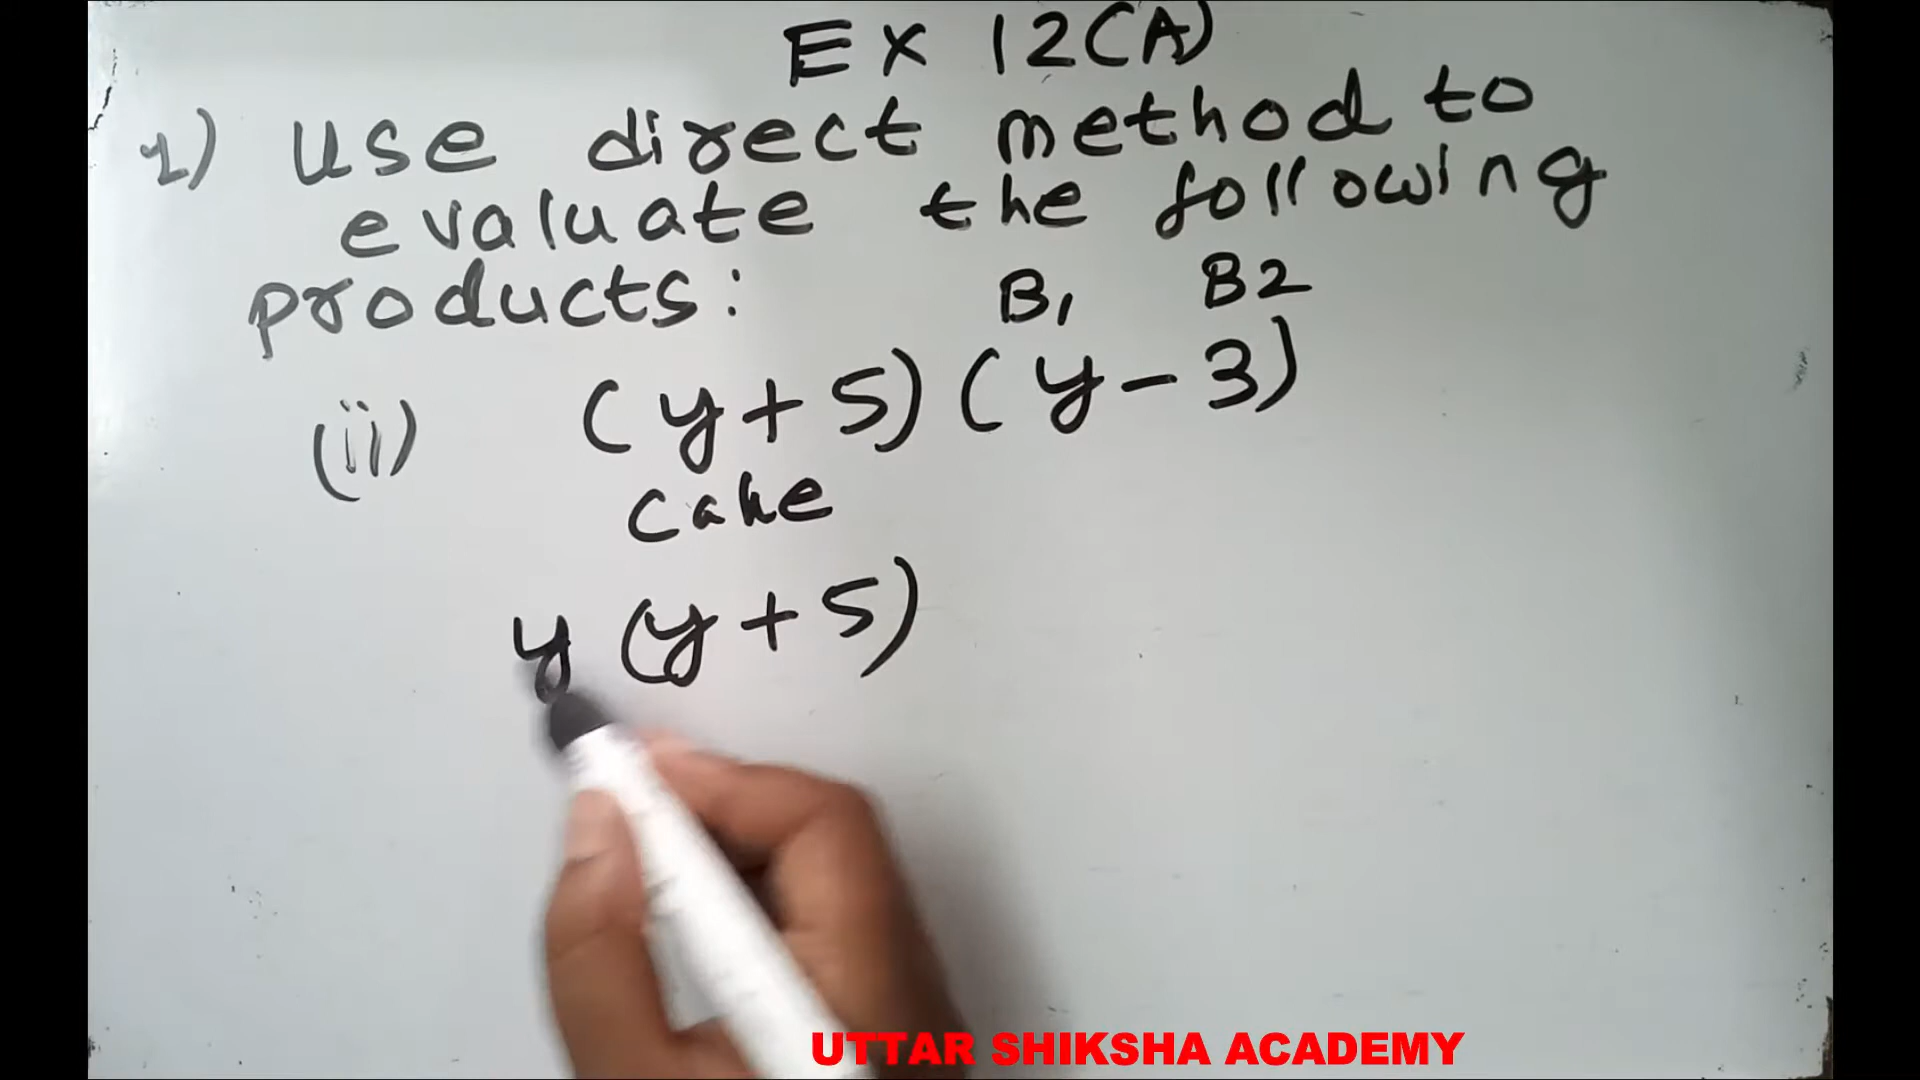 Ex 12(A)
1) Use direct method to
evaluate the following
products:
B1 B2
(ii) (y+5)(y-3)
cake
y (y+5)
UTTAR SHIKSHA ACADEMY